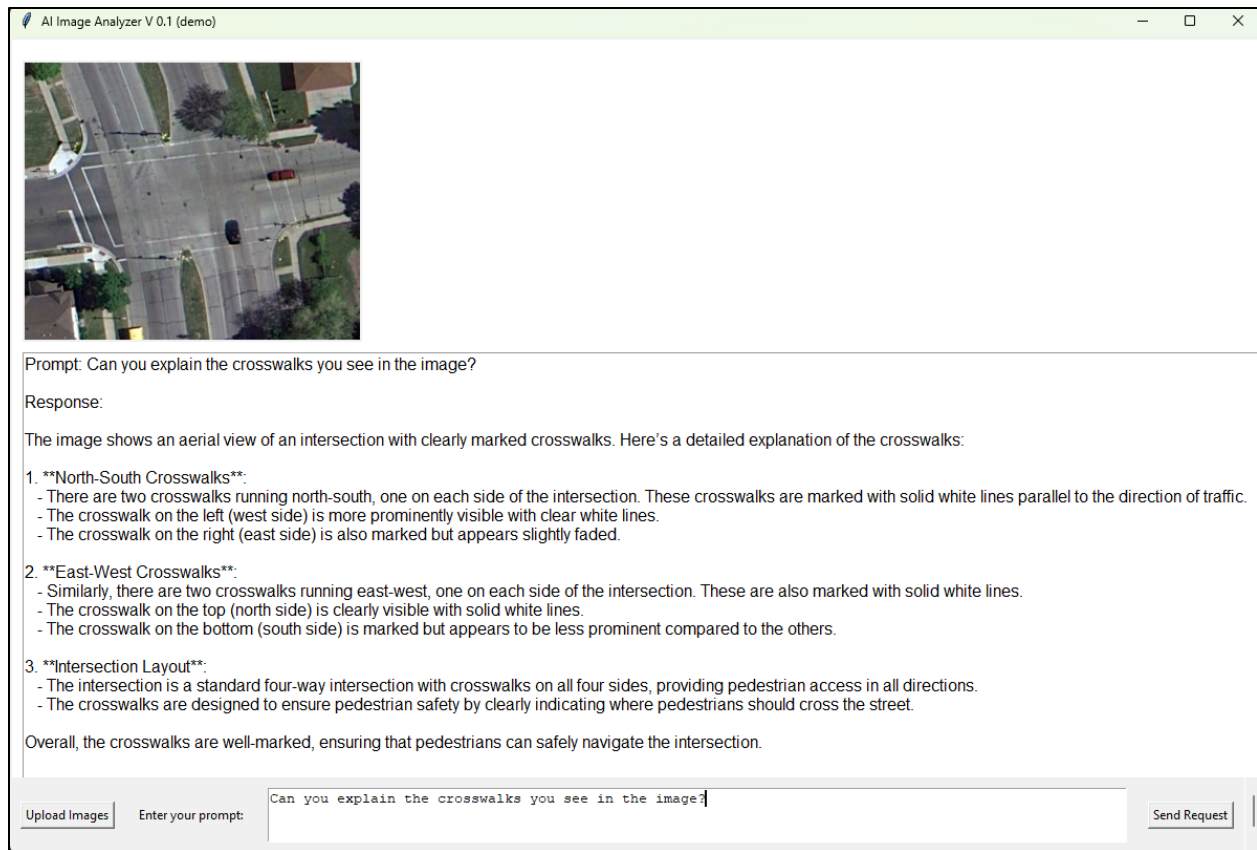 AI Image Analyzer V 0.1 (demo)
Prompt: Can you explain the crosswalks you see in the image?
Response:
The image shows an aerial view of an intersection with clearly marked crosswalks. Here's a detailed explanation of the crosswalks:
1. **North-South Crosswalks**:
- There are two crosswalks running north-south, one on each side of the intersection. These crosswalks are marked with solid white lines parallel to the direction of traffic.
- The crosswalk on the left (west side) is more prominently visible with clear white lines.
- The crosswalk on the right (east side) is also marked but appears slightly faded.
2. **East-West Crosswalks**:
- Similarly, there are two crosswalks running east-west, one on each side of the intersection. These are also marked with solid white lines.
- The crosswalk on the top (north side) is clearly visible with solid white lines.
- The crosswalk on the bottom (south side) is marked but appears to be less prominent compared to the others.
3. **Intersection Layout**:
- The intersection is a standard four-way intersection with crosswalks on all four sides, providing pedestrian access in all directions.
- The crosswalks are designed to ensure pedestrian safety by clearly indicating where pedestrians should cross the street.
Overall, the crosswalks are well-marked, ensuring that pedestrians can safely navigate the intersection.
Upload Images
Enter your prompt:
Can you explain the crosswalks you see in the image?
Send Request